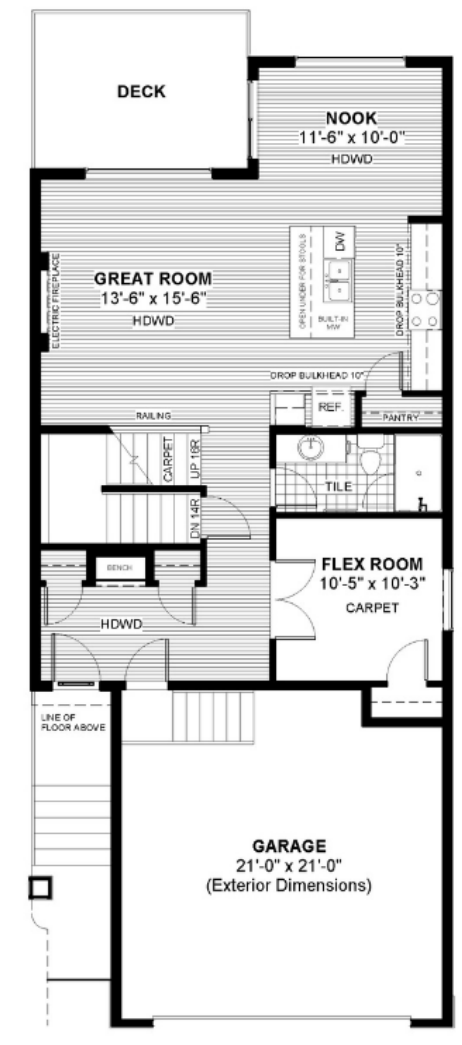 DECK
NOOK
11'-6" x 10'-0"
HDWD
DW
OPEN UNDER FOR STOOLS
BUILT-IN
MW
DROP BULKHEAD 10"
GREAT ROOM
13'-6" x 15'-6"
HDWD
ELECTRIC FIREPLACE
DROP BULKHEAD 10"
REF.
PANTRY
RAILING
CARPET
UP 16R
DN 14R
TILE
BENCH
FLEX ROOM
10'-5" x 10'-3"
CARPET
HDWD
LINE OF
FLOOR ABOVE
GARAGE
21'-0" x 21'-0"
(Exterior Dimensions)